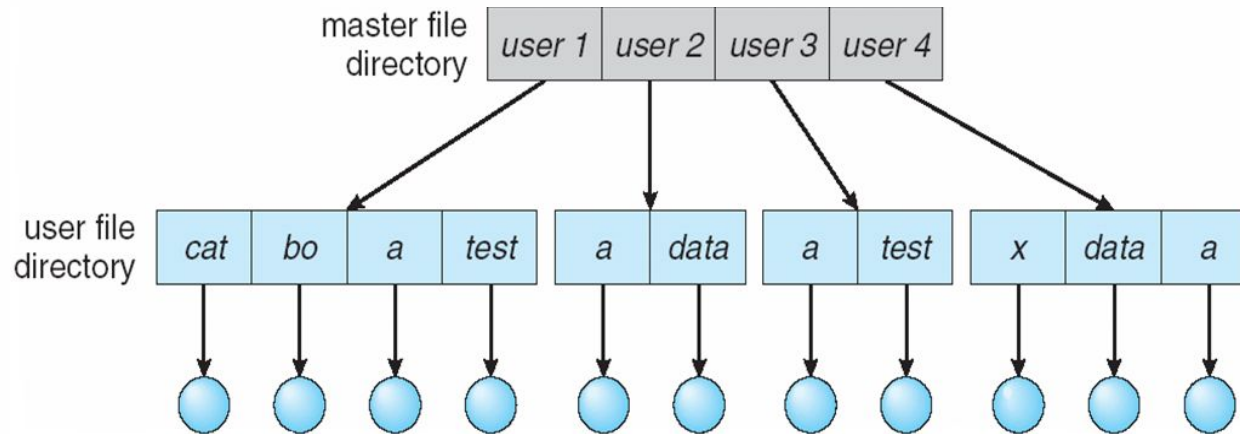 master file
directory
user 1 user 2 user 3 user 4
user file
directory
cat bo a test a data a test x data a